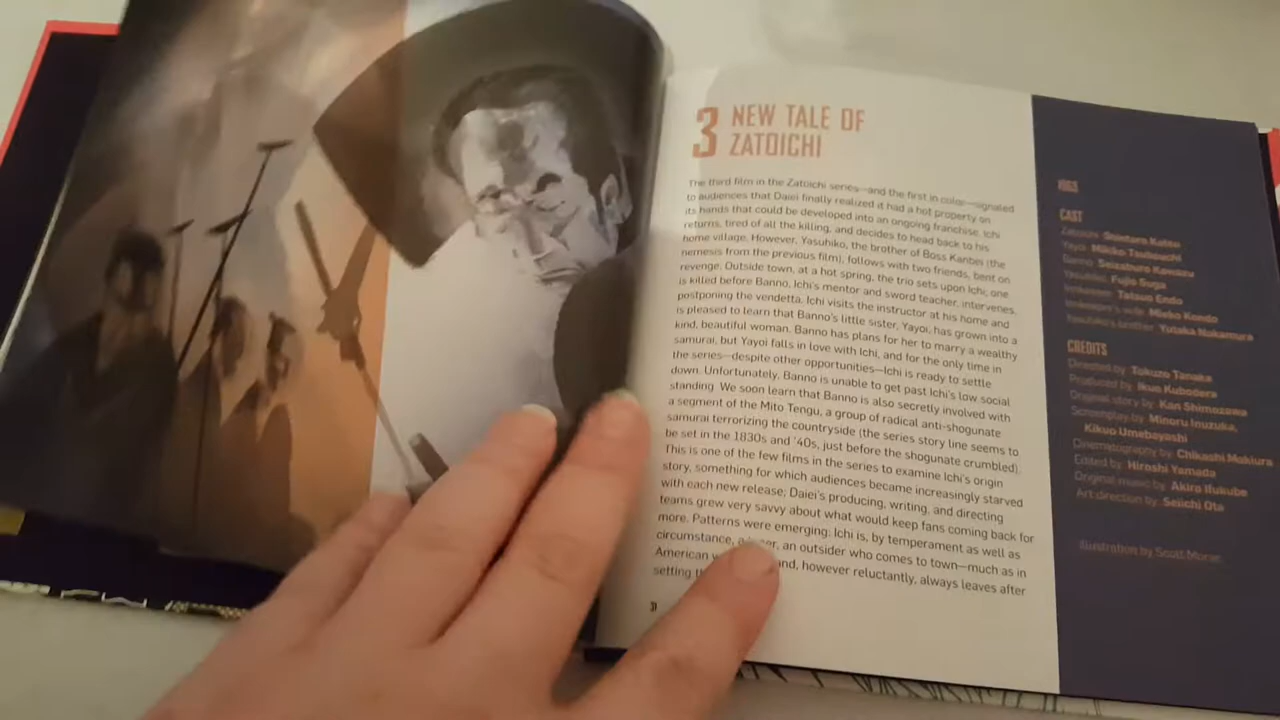 3 NEW TALE OF
ZATOICHI
The third film in the Zatoichi series—and the first in color—signaled
to audiences that Daiei finally realized it had a hot property on
its hands that could be developed into an ongoing franchise. Ichi
returns, tired of all the killing, and decides to head back to his
home village. However, Yasuhiko, the brother of Boss Kanbei (the
nemesis from the previous film), follows with two friends, bent on
revenge. Outside town, at a hot spring, the trio sets upon Ichi; one
is killed before Banno, Ichi's mentor and sword teacher, intervenes,
postponing the vendetta. Ichi visits the instructor at his home and
is pleased to learn that Banno's little sister, Yayoi, has grown into a
kind, beautiful woman. Banno has plans for her to marry a wealthy
samurai, but Yayoi falls in love with Ichi, and for the only time in
the series—despite other opportunities—Ichi is ready to settle
down. Unfortunately, Banno is unable to get past Ichi's low social
standing. We soon learn that Banno is also secretly involved with
a segment of the Mito Tengu, a group of radical anti-shogunate
samurai terrorizing the countryside (the series story line seems to
be set in the 1830s and '40s, just before the shogunate crumbled).
This is one of the few films in the series to examine Ichi's origin
story, something for which audiences became increasingly starved
with each new release; Daiei's producing, writing, and directing
teams grew very savvy about what would keep fans coming back for
more. Patterns were emerging: Ichi is, by temperament as well as
circumstance, an outsider who comes to town—much as in
American and, however reluctantly, always leaves after
setting
31
1963
CAST
Zatoichi Shintaro Katsu
Yayoi Mikiko Tsubouchi
Banno Seizaburo Kawazu
Yasuhiko Fujio Suga
Innkeeper Tatsuo Endo
Innkeeper's wife Mieko Kondo
Yasuhiko's brother Yutaka Nakamura
CREDITS
Directed by Tokuzo Tanaka
Produced by Ikuo Kubodera
Original story by Kan Shimozawa
Screenplay by Minoru Inuzuka,
Kikuo Umebayashi
Cinematography by Chikashi Makiura
Edited by Hiroshi Yamada
Original music by Akira Ifukube
Art direction by Seiichi Ota
Illustration by Scott Morse